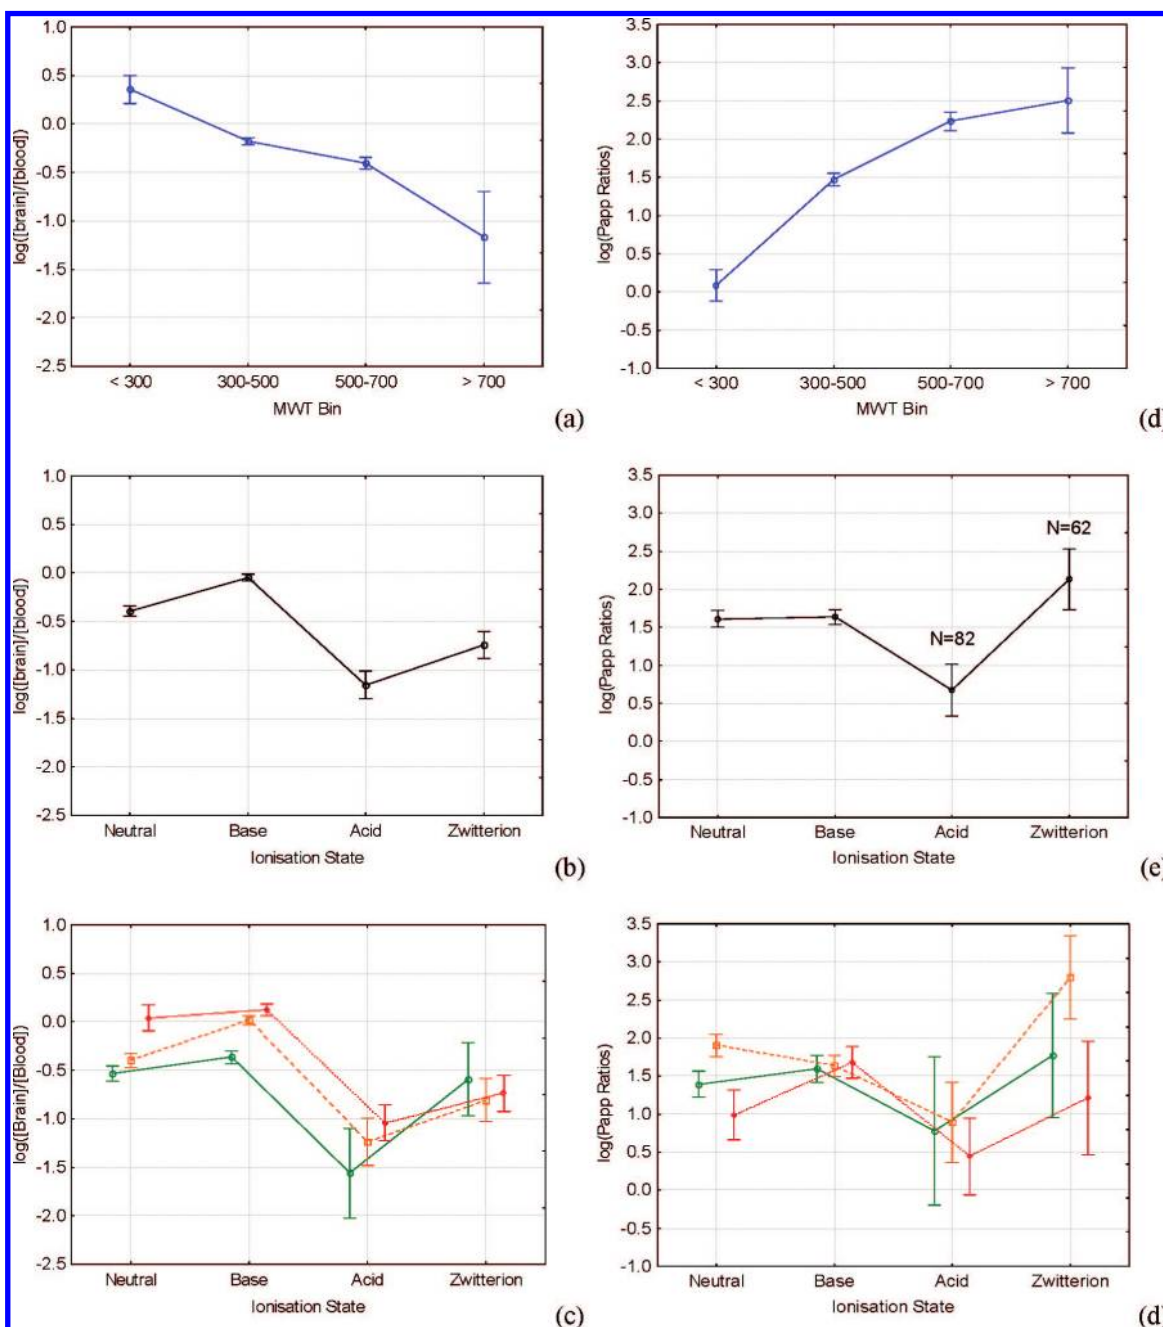 1.0
0.5
0.0
-0.5
-1.0
-1.5
-2.0
-2.5
log([brain]/[blood])
< 300 300-500 500-700 > 700
MWT Bin
(a)
3.5
3.0
2.5
2.0
1.5
1.0
0.5
0.0
-0.5
-1.0
log(Papp Ratios)
< 300 300-500 500-700 > 700
MWT Bin
(d)
1.0
0.5
0.0
-0.5
-1.0
-1.5
-2.0
-2.5
log([brain]/[blood])
Neutral Base Acid Zwitterion
Ionisation State
(b)
3.5
3.0
2.5
2.0
1.5
1.0
0.5
0.0
-0.5
-1.0
log(Papp Ratios)
N=62
N=82
Neutral Base Acid Zwitterion
Ionisation State
(e)
1.0
0.5
0.0
-0.5
-1.0
-1.5
-2.0
-2.5
log([Brain]/[Blood])
Neutral Base Acid Zwitterion
Ionisation State
(c)
3.5
3.0
2.5
2.0
1.5
1.0
0.5
0.0
-0.5
-1.0
log(Papp Ratios)
Neutral Base Acid Zwitterion
Ionisation State
(d)